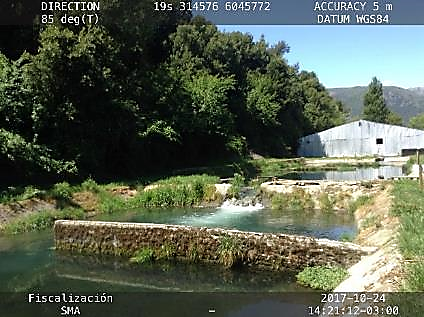 DIRECTION 19s 314576 6045772 ACCURACY 5 m
85 deg(T) DATUM WGS84
Fiscalización 2017-10-24
SMA - 14:21:12-03:00